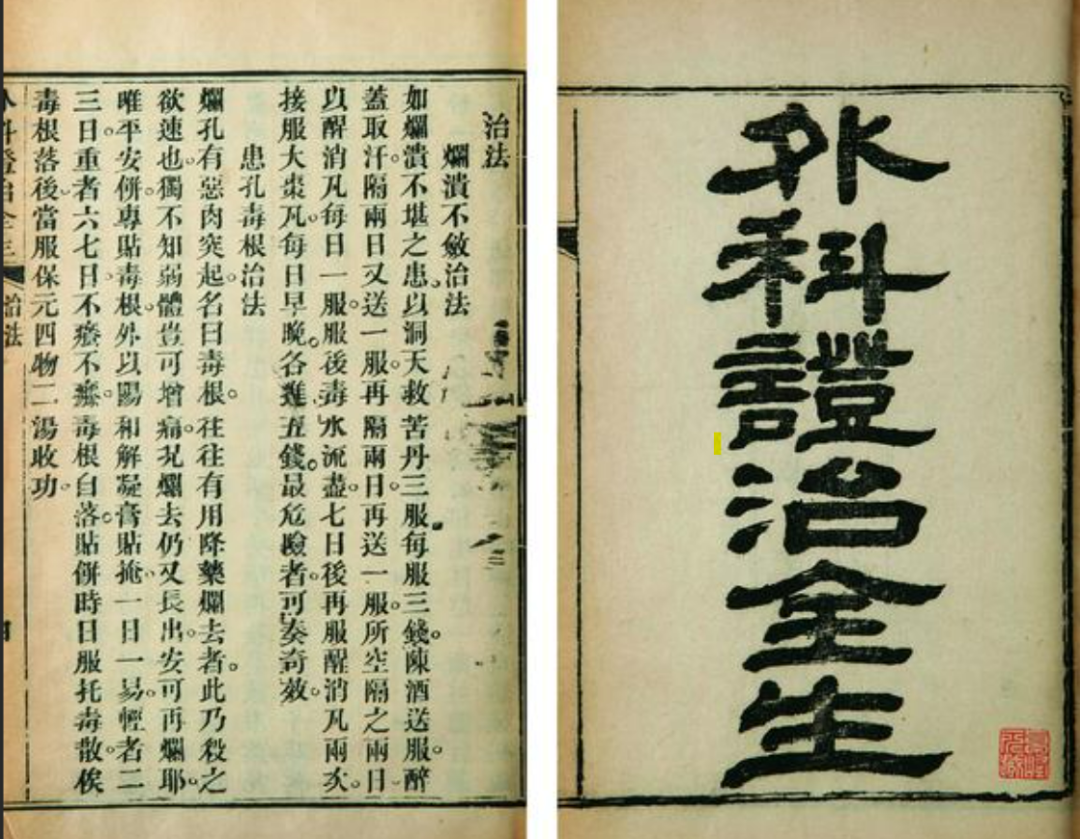 外科證治全生
治法
爛潰不斂治法
如爛潰不堪之患。以洞天救苦丹三服。每服三錢。陳酒送服。醉
蓋取汗。隔兩日又送一服。再隔兩日。再送一服。所空隔之兩日。
以醒消凡每日一服。服後毒水流盡。七日後再服醒消凡兩次。
接服大棗凡。每日早晚。各進五錢。最危險者。可奏奇效。
患孔毒根治法
爛孔有惡肉突起。名曰毒根。往往有用降藥爛去者。此乃殺之
欲速也。獨不知弱體豈可增痛。況爛去仍又長出。安可再爛耶。
唯平安餅。專貼毒根。外以陽和解凝膏貼掩。一日一易。輕者二
三日。重者六七日。不癢不癢。毒根自落。貼餅時日服托毒散。俟
毒根落後。當服保元四物二湯收功。
治法